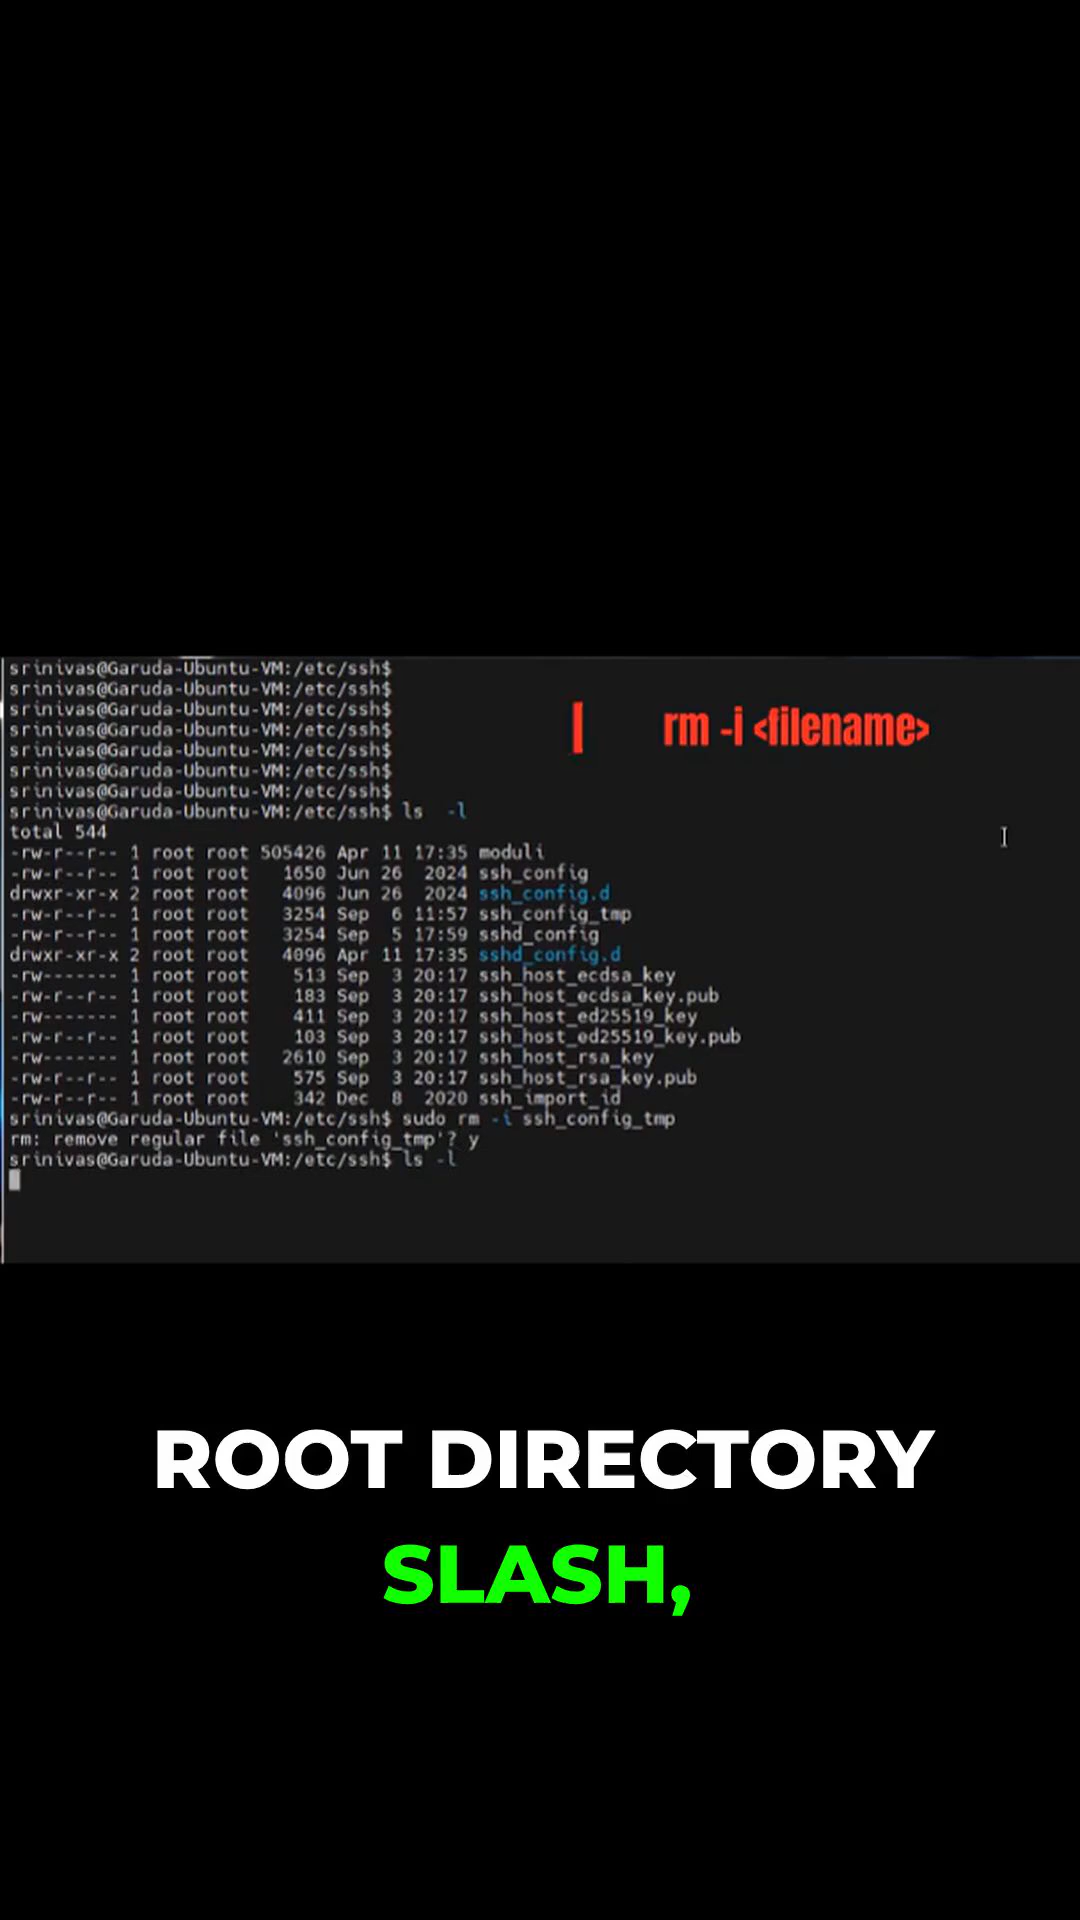 srinivas@Garuda-Ubuntu-VM:/etc/ssh$
srinivas@Garuda-Ubuntu-VM:/etc/ssh$
srinivas@Garuda-Ubuntu-VM:/etc/ssh$
srinivas@Garuda-Ubuntu-VM:/etc/ssh$
srinivas@Garuda-Ubuntu-VM:/etc/ssh$
srinivas@Garuda-Ubuntu-VM:/etc/ssh$
srinivas@Garuda-Ubuntu-VM:/etc/ssh$
| rm -i <filename>
srinivas@Garuda-Ubuntu-VM:/etc/ssh$ ls  -l
total 544
-rw-r--r-- 1 root root 505426 Apr 11 17:35 moduli
-rw-r--r-- 1 root root   1650 Jun 26  2024 ssh_config
drwxr-xr-x 2 root root   4096 Jun 26  2024 ssh_config.d
-rw-r--r-- 1 root root   3254 Sep  6 11:57 ssh_config_tmp
-rw-r--r-- 1 root root   3254 Sep  5 17:59 sshd_config
drwxr-xr-x 2 root root   4096 Apr 11 17:35 sshd_config.d
-rw------- 1 root root    513 Sep  3 20:17 ssh_host_ecdsa_key
-rw-r--r-- 1 root root    183 Sep  3 20:17 ssh_host_ecdsa_key.pub
-rw------- 1 root root    411 Sep  3 20:17 ssh_host_ed25519_key
-rw-r--r-- 1 root root    103 Sep  3 20:17 ssh_host_ed25519_key.pub
-rw------- 1 root root   2610 Sep  3 20:17 ssh_host_rsa_key
-rw-r--r-- 1 root root    575 Sep  3 20:17 ssh_host_rsa_key.pub
-rw-r--r-- 1 root root    342 Dec  8  2020 ssh_import_id
srinivas@Garuda-Ubuntu-VM:/etc/ssh$ sudo rm -i ssh_config_tmp
rm: remove regular file 'ssh_config_tmp'? y
srinivas@Garuda-Ubuntu-VM:/etc/ssh$ ls -l
ROOT DIRECTORY
SLASH,